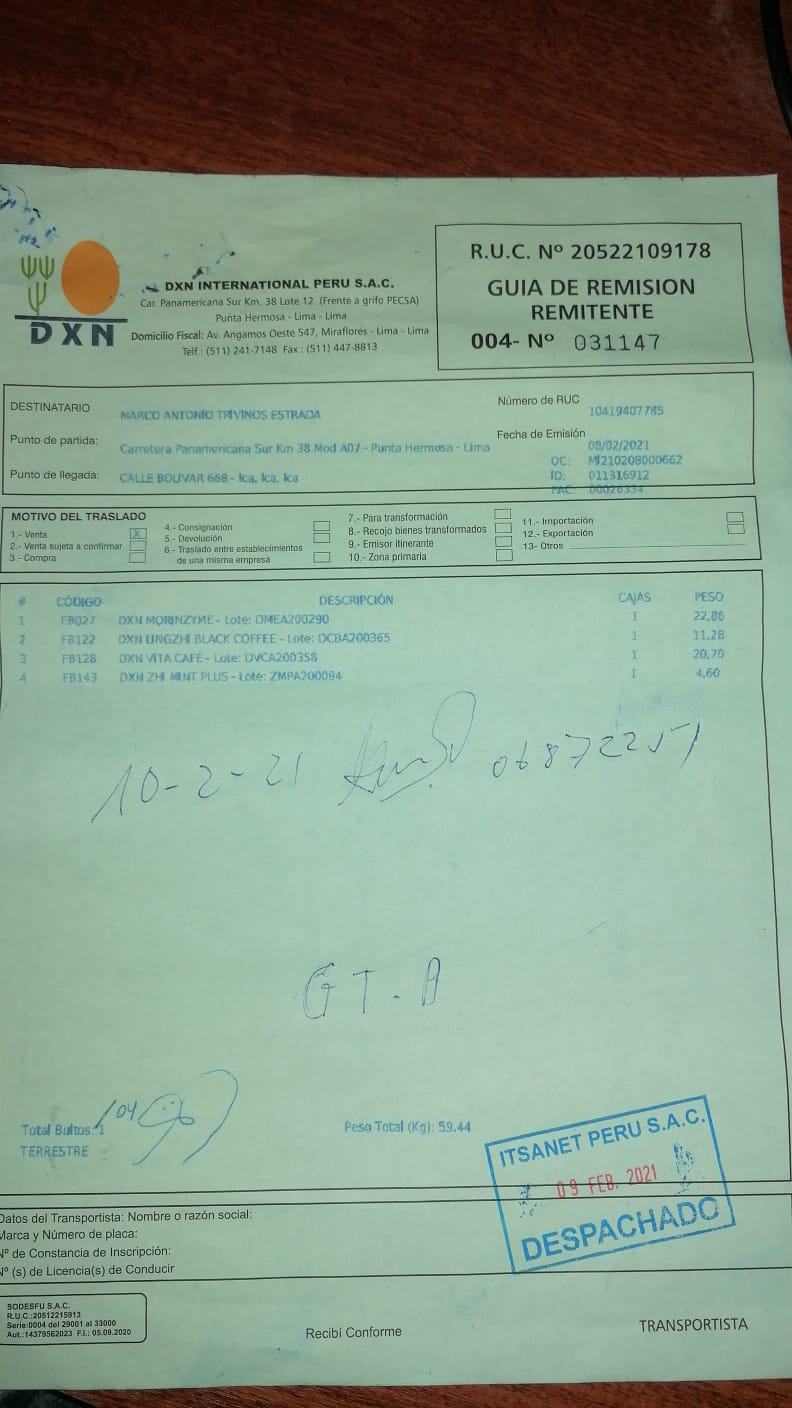 DXN
DXN INTERNATIONAL PERU S.A.C.
Car. Panamericana Sur Km. 38 Lote 12 (Frente a grifo PECSA)
Punta Hermosa - Lima - Lima
Domicilio Fiscal: Av. Angamos Oeste 547, Miraflores - Lima - Lima
Telf.: (511) 241-7148 Fax : (511) 447-8813
R.U.C. Nº 20522109178
GUIA DE REMISION
REMITENTE
004- Nº 031147
DESTINATARIO MARCO ANTONIO TRIVINOS ESTRADA
Número de RUC 10419407785
Punto de partida: Carretera Panamericana Sur Km 38 Mod A07 - Punta Hermosa - Lima
Fecha de Emisión 08/02/2021
OC: MI210208000662
Punto de llegada: CALLE BOLIVAR 668 - Ica, Ica, Ica
ID: 011316912
PAC: 00026334
MOTIVO DEL TRASLADO
1.- Venta X
2.- Venta sujeta a confirmar
3.- Compra
4.- Consignación
5.- Devolución
6.- Traslado entre establecimientos
de una misma empresa
7.- Para transformación
8.- Recojo bienes transformados
9.- Emisor itinerante
10.- Zona primaria
11.- Importación
12.- Exportación
13- Otros
# CÓDIGO DESCRIPCIÓN CAJAS PESO
1 FB027 DXN MORINZYME - Lote: DMEA200290 1 22,86
2 FB122 DXN LINGZHI BLACK COFFEE - Lote: DCBA200365 1 11.28
3 FB128 DXN VITA CAFÉ - Lote: DVCA200358 1 20,70
4 FB143 DXN ZHI MINT PLUS - Lote: ZMPA200094 1 4,60
10-2-21 06872251
GT.A
Total Bultos: 1 /04
Peso Total (Kg): 59.44
TERRESTRE
ITSANET PERU S.A.C.
09 FEB. 2021
DESPACHADO
Datos del Transportista: Nombre o razón social:
Marca y Número de placa:
Nº de Constancia de Inscripción:
Nº (s) de Licencia(s) de Conducir
SODESFU S.A.C.
R.U.C.:20512215913
Serie:0004 del 29001 al 33000
Aut.:14379562023 F.I.: 05.09.2020
Recibí Conforme
TRANSPORTISTA